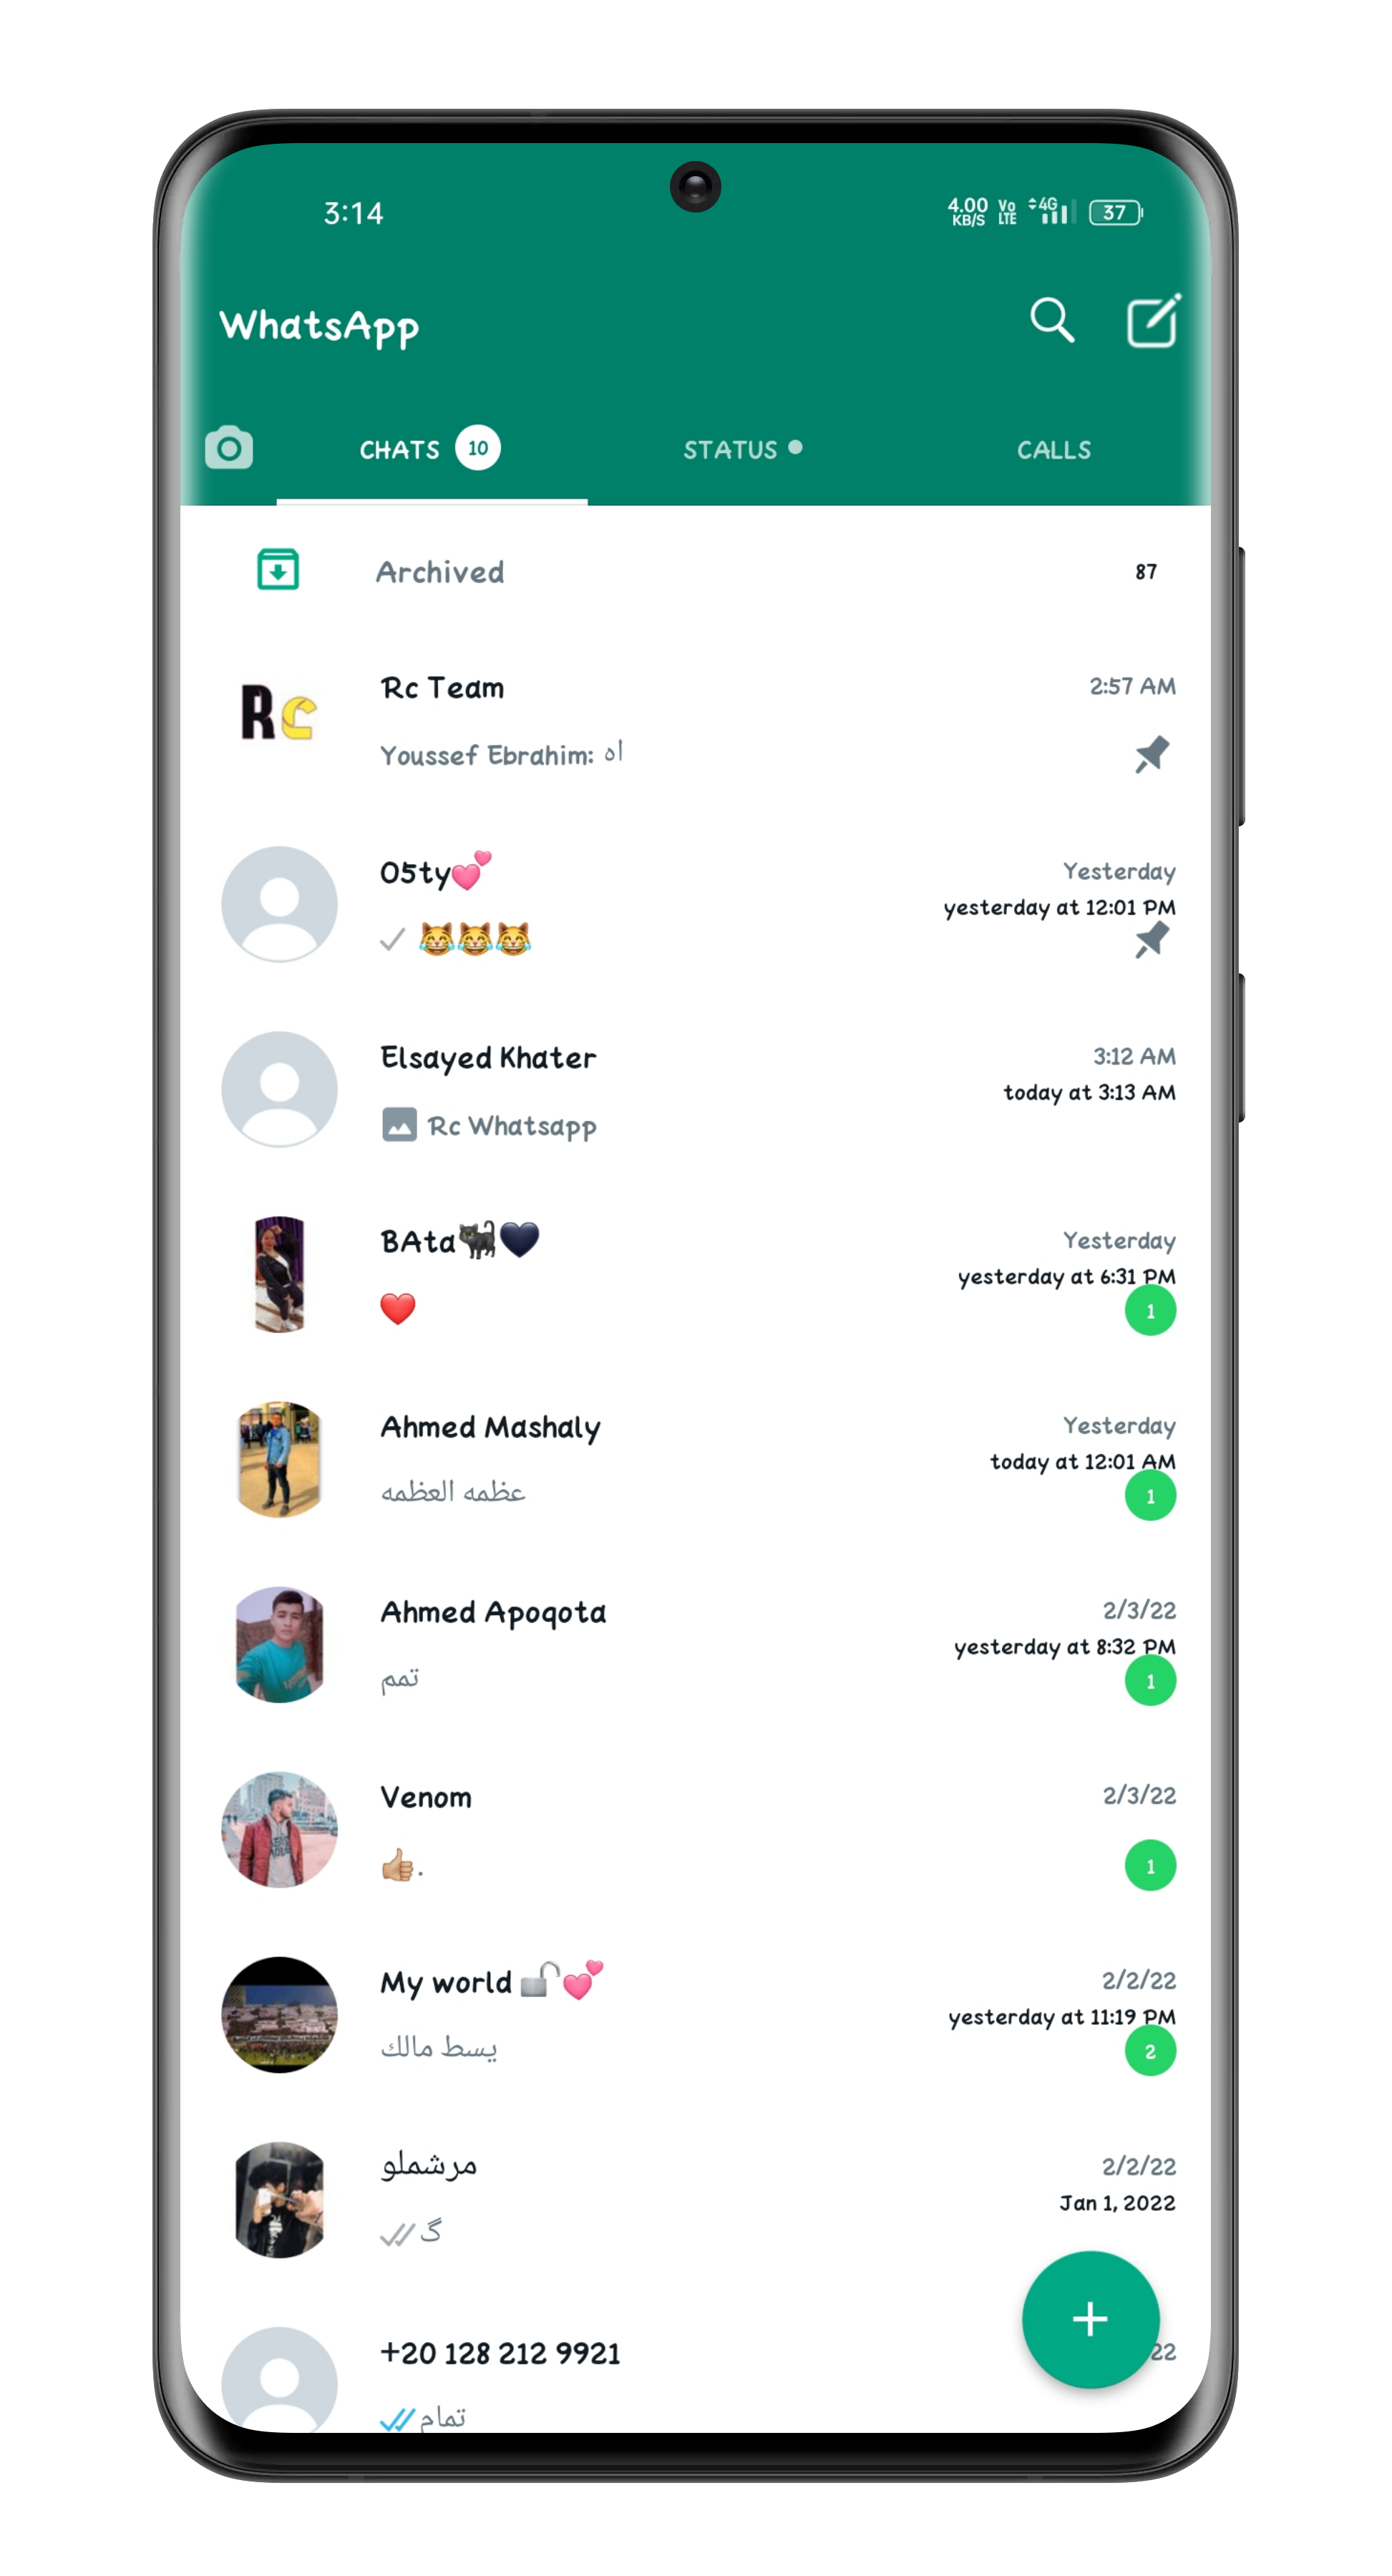 3:14
4.00 KB/S Vo LTE 4G 37
WhatsApp
CHATS 10 STATUS CALLS
Archived 87
RC
Rc Team 2:57 AM
Youssef Ebrahim: اه
O5ty💕 Yesterday
yesterday at 12:01 PM
😹😹😹
Elsayed Khater 3:12 AM
today at 3:13 AM
Rc Whatsapp
BAta🐈‍⬛🖤 Yesterday
yesterday at 6:31 PM
❤️ 1
Ahmed Mashaly Yesterday
today at 12:01 AM
عظمه العظمه 1
Ahmed Apoqota 2/3/22
yesterday at 8:32 PM
تمم 1
Venom 2/3/22
👍🏼. 1
My world 🔓💕 2/2/22
yesterday at 11:19 PM
يسط مالك 2
مرشملو 2/2/22
Jan 1, 2022
گ
+20 128 212 9921 22
تمام